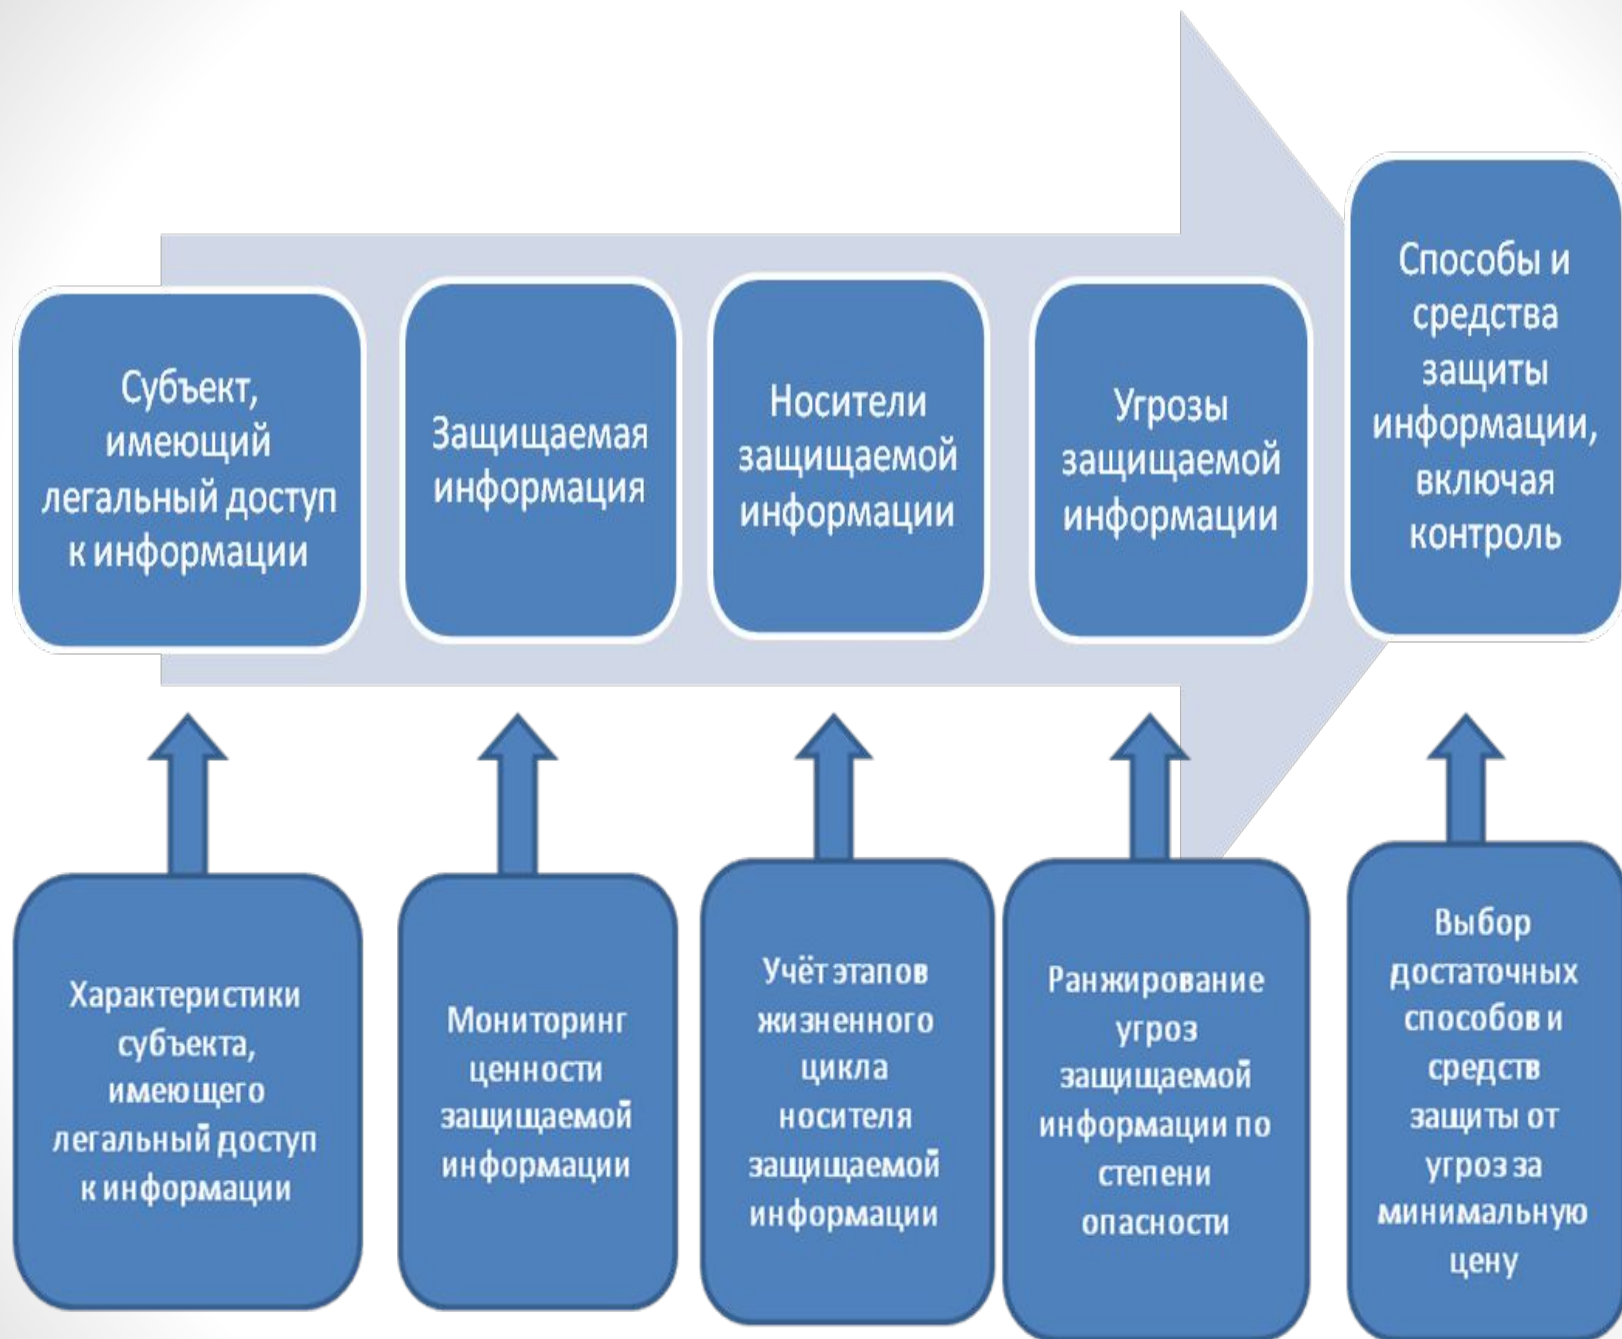 Субъект,
имеющий
легальный доступ
к информации
Защищаемая
информация
Носители
защищаемой
информации
Угрозы
защищаемой
информации
Способы и
средства
защиты
информации,
включая
контроль
Характеристики
субъекта,
имеющего
легальный доступ
к информации
Мониторинг
ценности
защищаемой
информации
Учёт этапов
жизненного
цикла
носителя
защищаемой
информации
Ранжирование
угроз
защищаемой
информации по
степени
опасности
Выбор
достаточных
способов и
средств
защиты от
угроз за
минимальную
цену